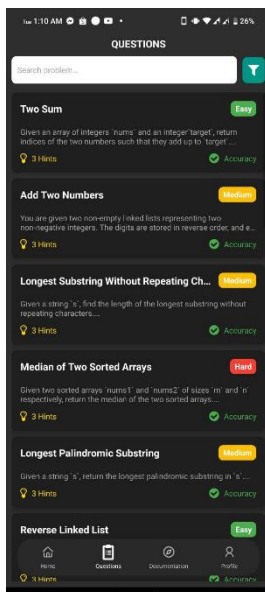 Tue 1:10 AM
26%
QUESTIONS
Search problem...
Two Sum
Easy
Given an array of integers `nums` and an integer`target`, return
indices of the two numbers such that they add up to `target`....
3 Hints
Accuracy
Add Two Numbers
Medium
You are given two non-empty linked lists representing two
non-negative integers. The digits are stored in reverse order, and e...
3 Hints
Accuracy
Longest Substring Without Repeating Ch...
Medium
Given a string `s`, find the length of the longest substring without
repeating characters....
3 Hints
Accuracy
Median of Two Sorted Arrays
Hard
Given two sorted arrays `nums1` and `nums2` of sizes `m` and `n`
respectively, return the median of the two sorted arrays....
3 Hints
Accuracy
Longest Palindromic Substring
Medium
Given a string `s`, return the longest palindromic substring in `s`....
3 Hints
Accuracy
Reverse Linked List
Easy
Home
Questions
Documentation
Profile
3 Hints
Accuracy